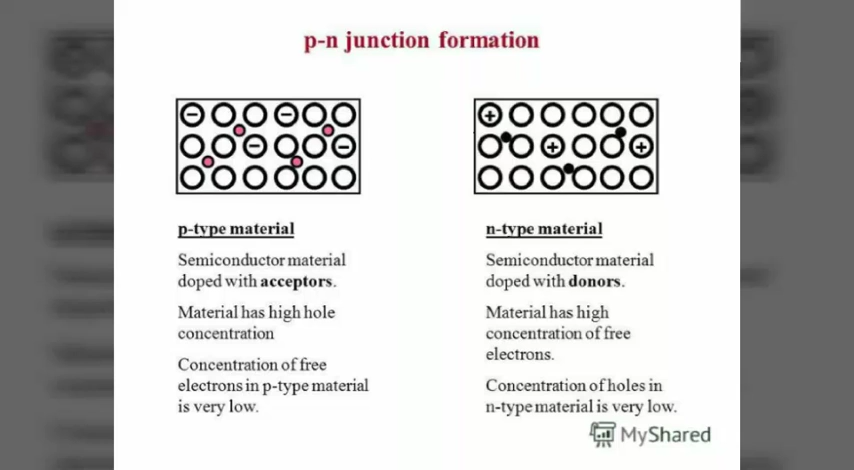 p-n junction formation
p-type material
Semiconductor material
doped with acceptors.
Material has high hole
concentration
Concentration of free
electrons in p-type material
is very low.
n-type material
Semiconductor material
doped with donors.
Material has high
concentration of free
electrons.
Concentration of holes in
n-type material is very low.
MyShared